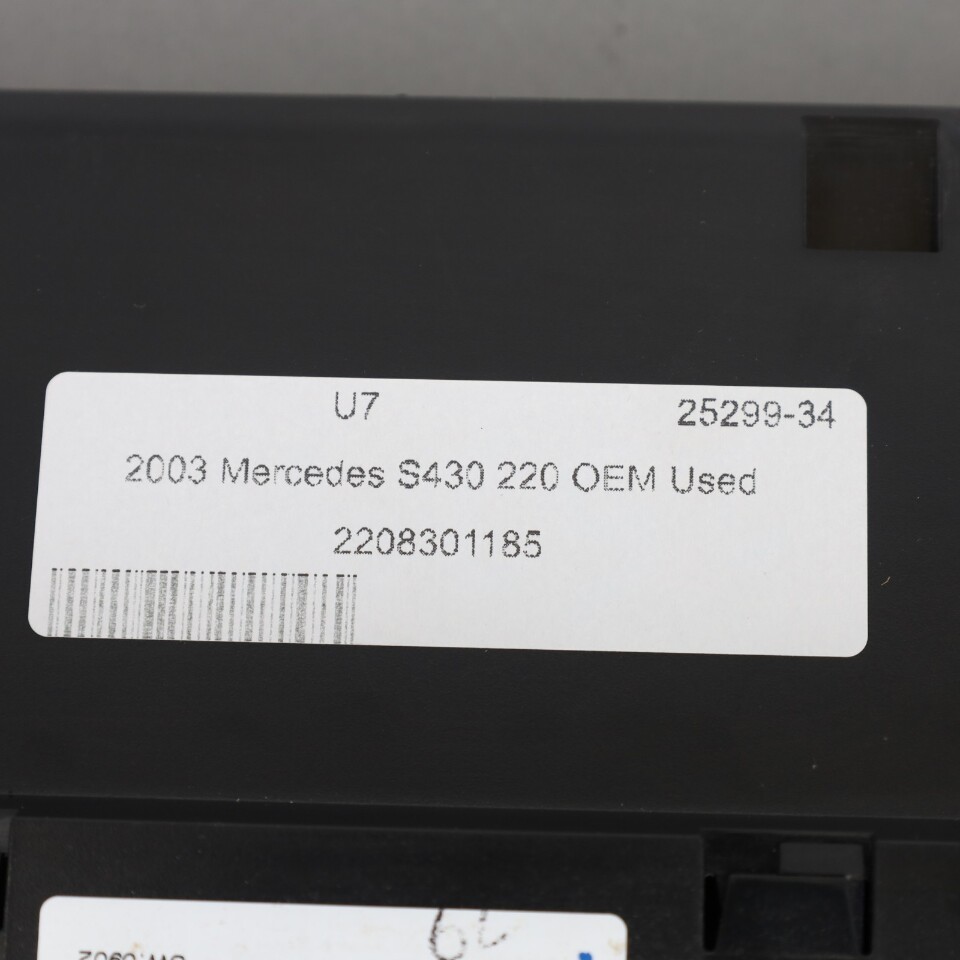 U7 25299-34
2003 Mercedes S430 220 OEM Used
2208301185